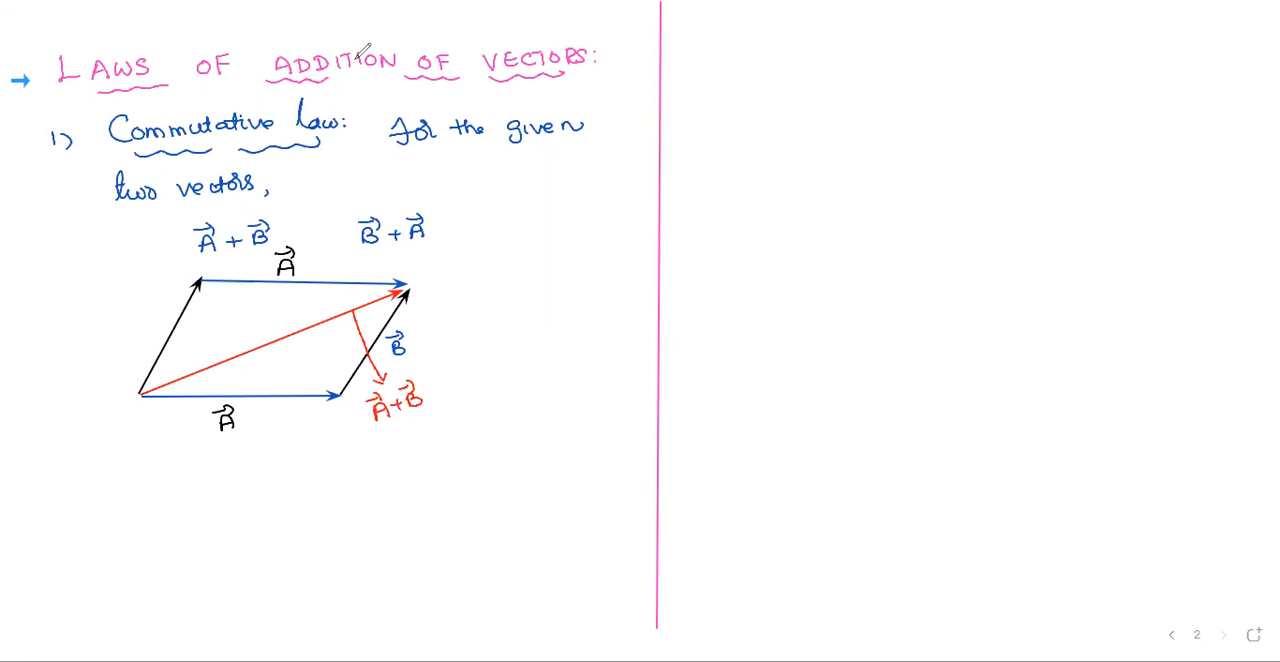 → LAWS OF ADDITION OF VECTORS:
1) Commutative law: for the given
two vectors,
A⃗ + B⃗ B⃗ + A⃗
A⃗
B⃗
A⃗+B⃗
A⃗
2